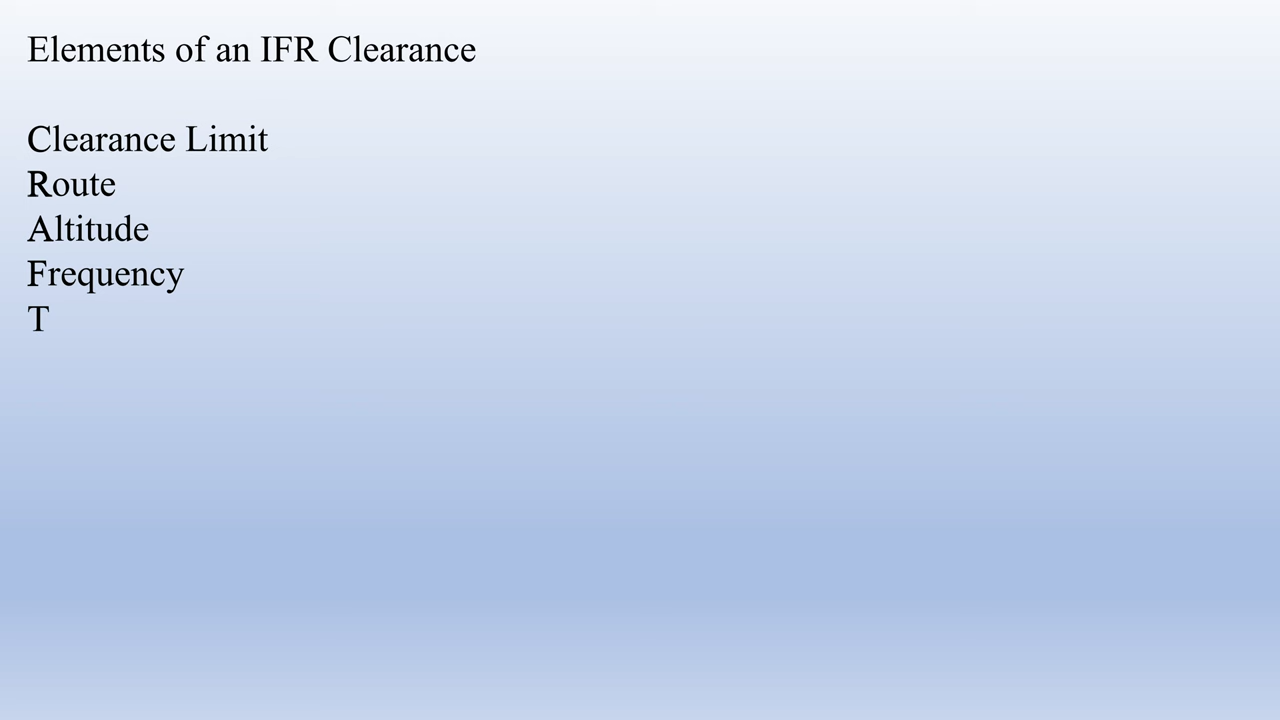 Elements of an IFR Clearance
Clearance Limit
Route
Altitude
Frequency
T